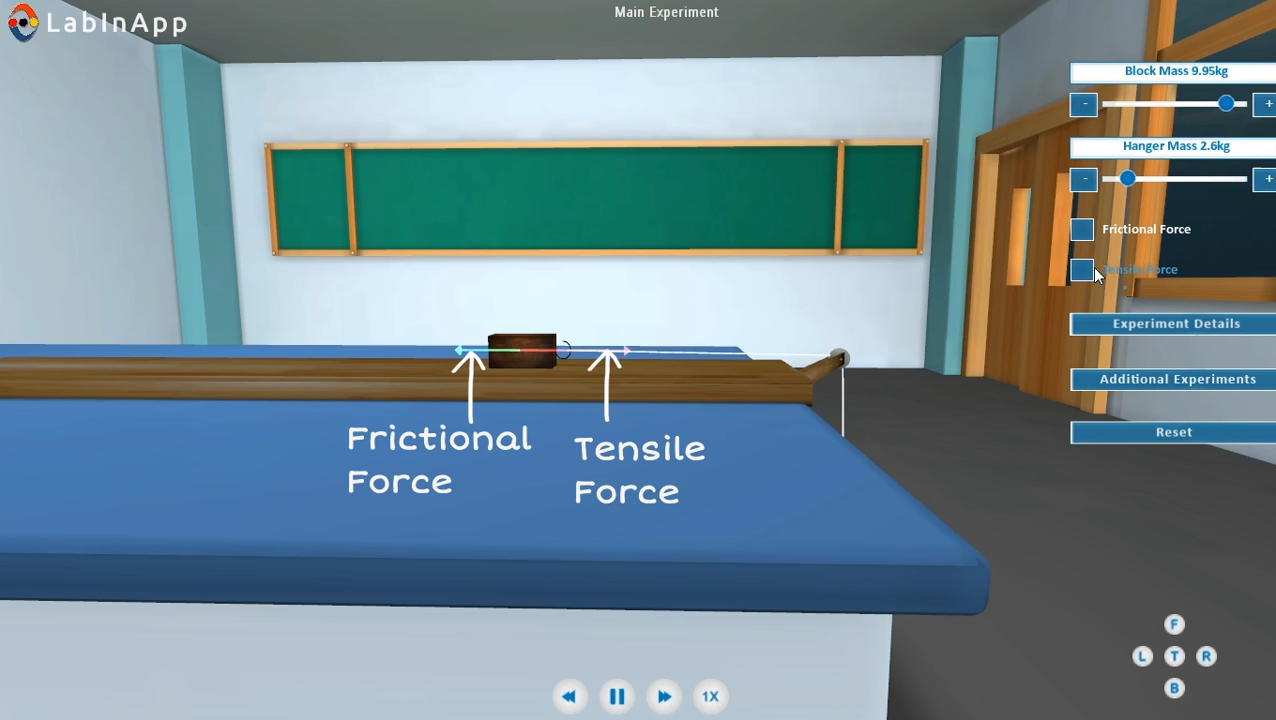 LabInApp
Main Experiment
Block Mass 9.95kg
-
+
Hanger Mass 2.6kg
-
+
Frictional Force
Tensile Force
Experiment Details
Additional Experiments
Reset
Frictional
Force
Tensile
Force
F
L T R
B
1X